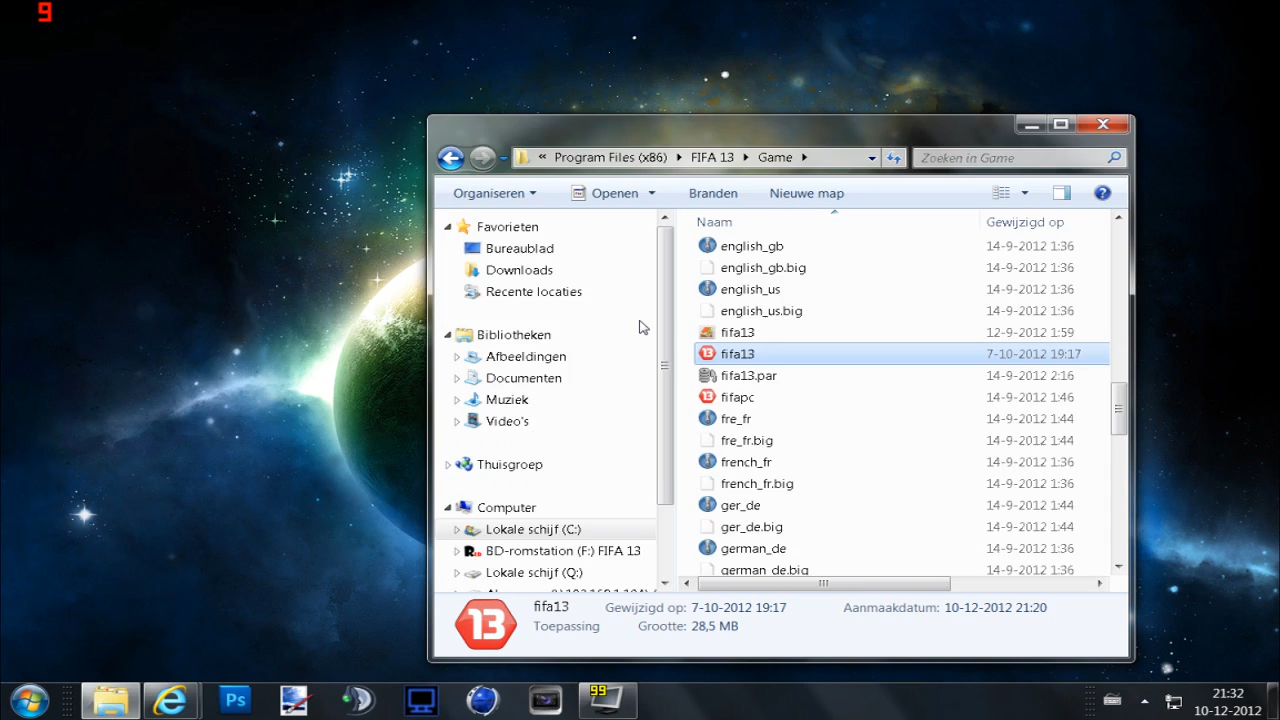 9
« Program Files (x86) FIFA 13 Game
Zoeken in Game
Organiseren Openen Branden Nieuwe map
Favorieten
Bureaublad
Downloads
Recente locaties
Bibliotheken
Afbeeldingen
Documenten
Muziek
Video's
Thuisgroep
Computer
Lokale schijf (C:)
BD-romstation (F:) FIFA 13
Lokale schijf (Q:)
Naam Gewijzigd op
english_gb 14-9-2012 1:36
english_gb.big 14-9-2012 1:36
english_us 14-9-2012 1:36
english_us.big 14-9-2012 1:36
fifa13 12-9-2012 1:59
13 fifa13 7-10-2012 19:17
fifa13.par 14-9-2012 2:16
13 fifapc 14-9-2012 1:46
fre_fr 14-9-2012 1:44
fre_fr.big 14-9-2012 1:44
french_fr 14-9-2012 1:36
french_fr.big 14-9-2012 1:36
ger_de 14-9-2012 1:44
ger_de.big 14-9-2012 1:44
german_de 14-9-2012 1:36
german_de.big 14-9-2012 1:36
13
fifa13 Gewijzigd op: 7-10-2012 19:17 Aanmaakdatum: 10-12-2012 21:20
Toepassing Grootte: 28,5 MB
Ps
99
21:32
10-12-2012